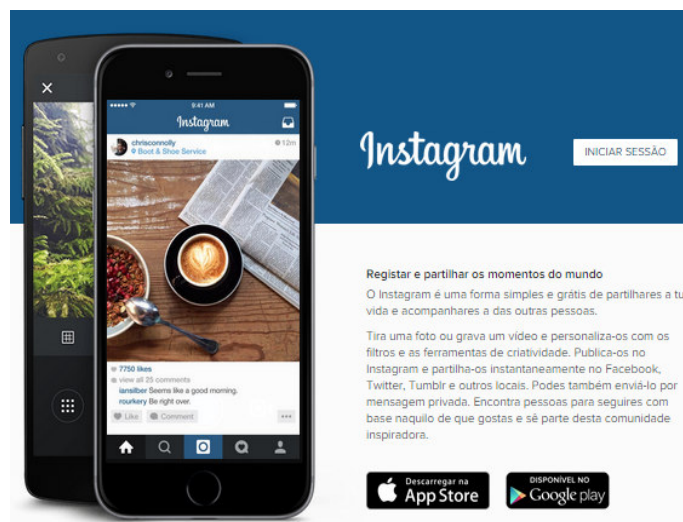 9:41 AM
Instagram
chrisconnolly
Boot & Shoe Service
12m
7750 likes
view all 25 comments
iansilber Seems like a good morning.
rourkery Be right over.
Like
Comment
Instagram
INICIAR SESSÃO
Registar e partilhar os momentos do mundo
O Instagram é uma forma simples e grátis de partilhares a tu
vida e acompanhares a das outras pessoas.
Tira uma foto ou grava um vídeo e personaliza-os com os
filtros e as ferramentas de criatividade. Publica-os no
Instagram e partilha-os instantaneamente no Facebook,
Twitter, Tumblr e outros locais. Podes também enviá-lo por
mensagem privada. Encontra pessoas para seguires com
base naquilo de que gostas e sê parte desta comunidade
inspiradora.
Descarregar na
App Store
DISPONÍVEL NO
Google play